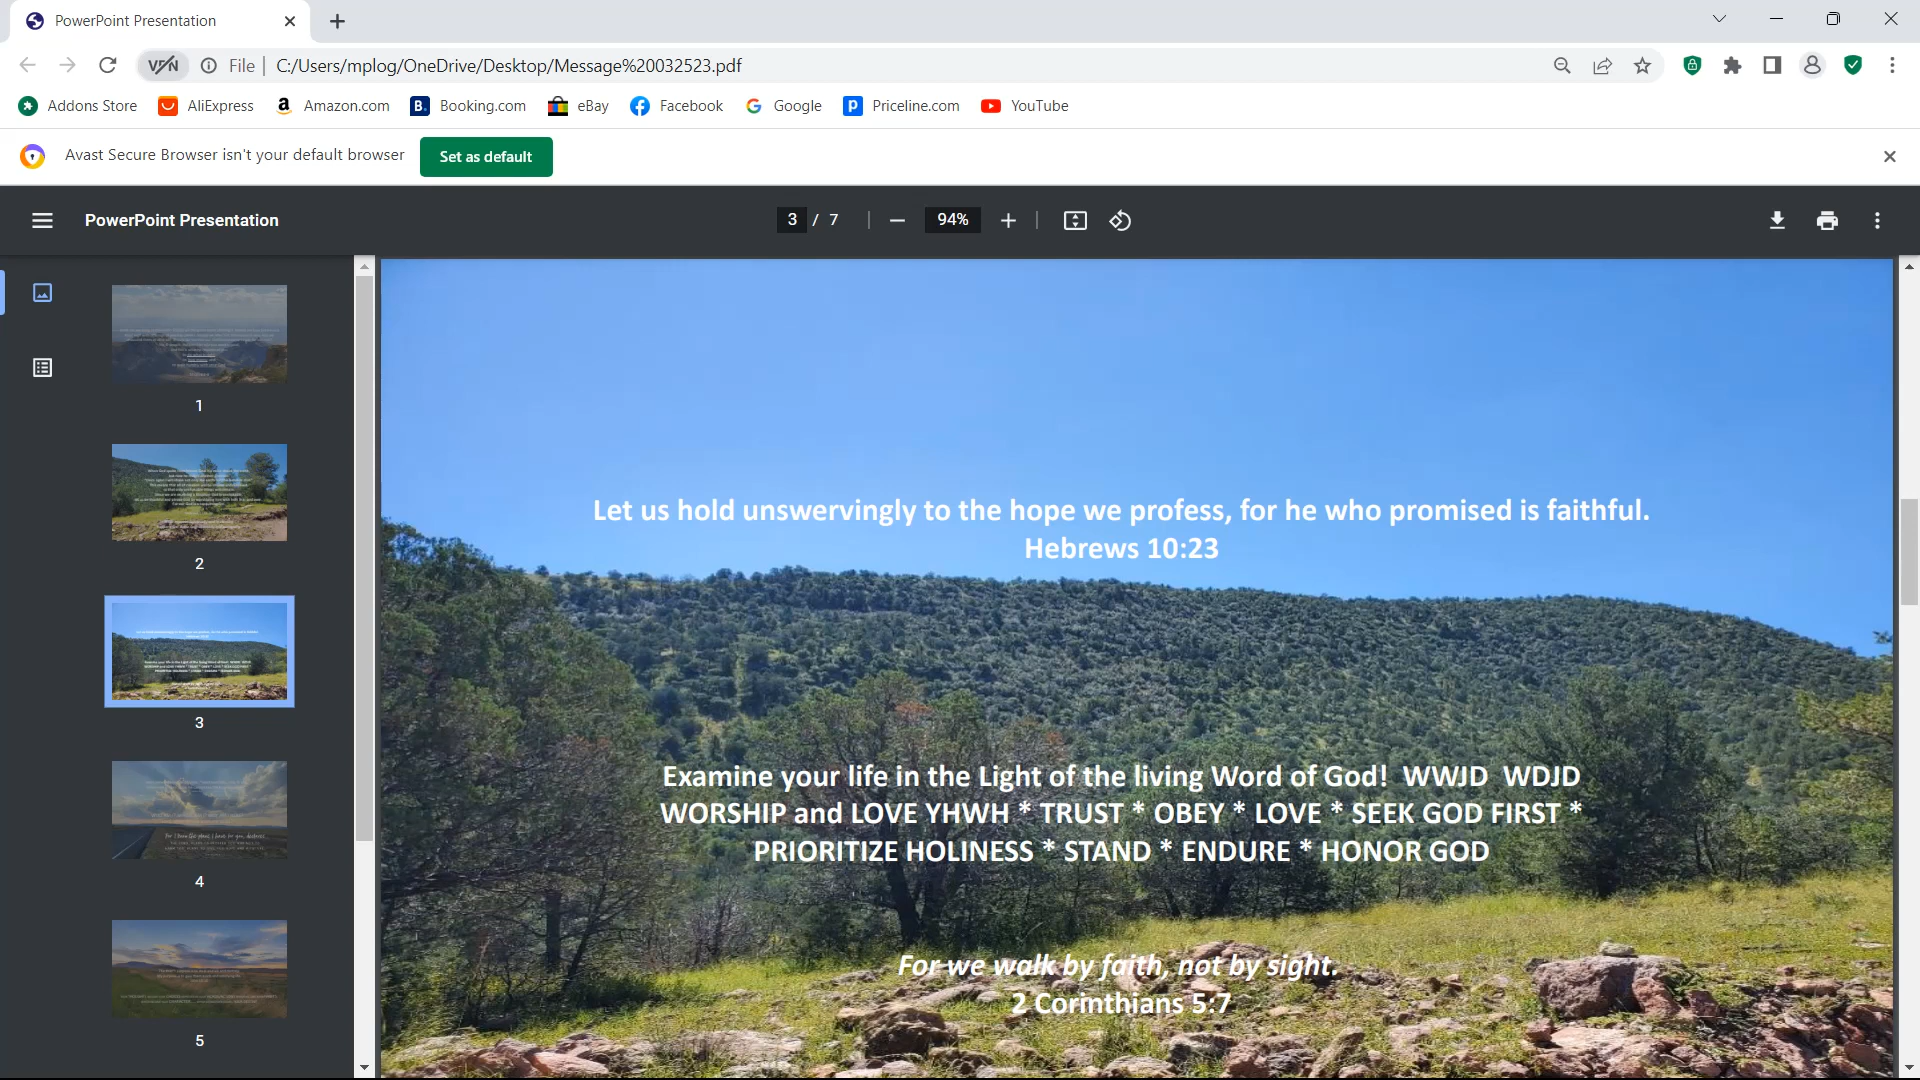 PowerPoint Presentation
VPN
File
C:/Users/mplog/OneDrive/Desktop/Message%20032523.pdf
Addons Store
AliExpress
Amazon.com
B.
Booking.com
eBay
Facebook
Google
Priceline.com
YouTube
Avast Secure Browser isn't your default browser
Set as default
PowerPoint Presentation
3 / 7
94%
1
2
3
4
5
Let us hold unswervingly to the hope we profess, for he who promised is faithful.
Hebrews 10:23
Examine your life in the Light of the living Word of God! WWJD WDJD
WORSHIP and LOVE YHWH * TRUST * OBEY * LOVE * SEEK GOD FIRST *
PRIORITIZE HOLINESS * STAND * ENDURE * HONOR GOD
For we walk by faith, not by sight.
2 Corinthians 5:7